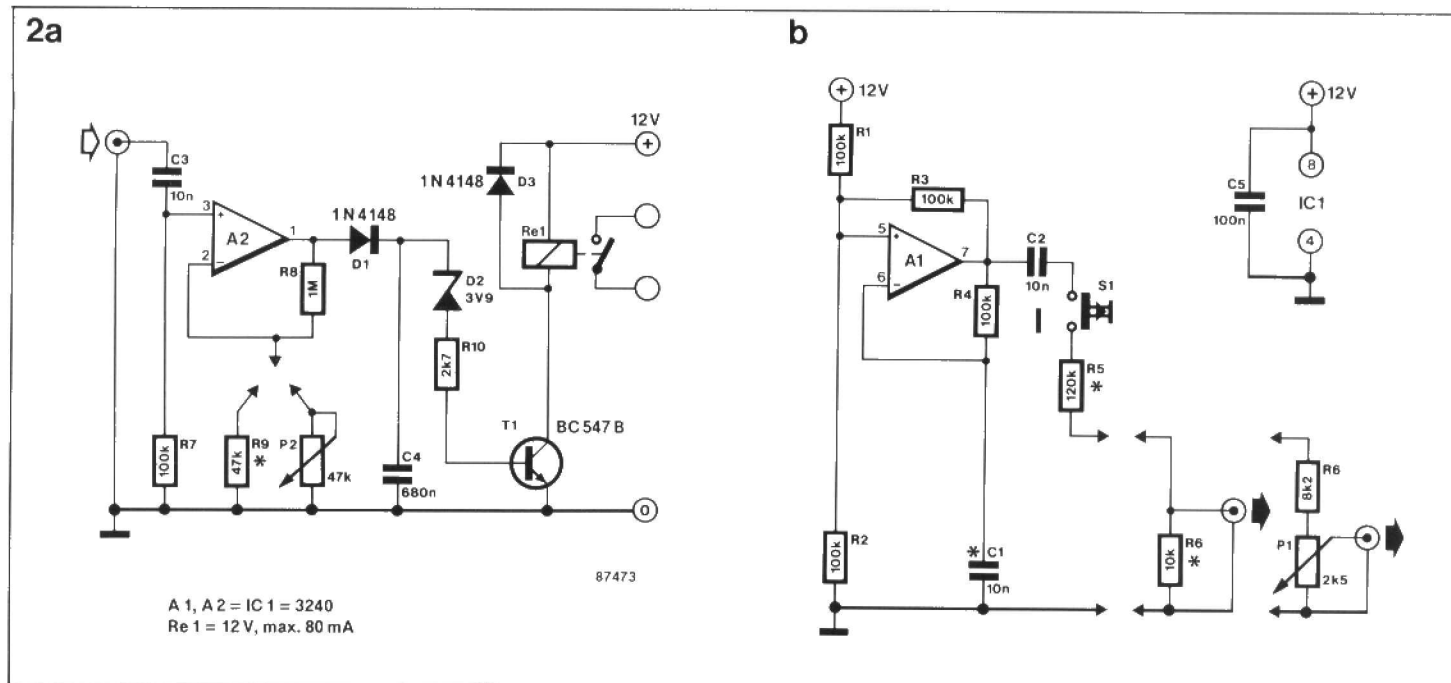 2a
b
12V
+
C3
10n
3
+
A2
1
2
−
R8
1M
1N4148
D1
D2
3V9
R10
2k7
1N4148
D3
Re1
T1
BC547B
R7
100k
R9
*
47k
P2
47k
C4
680n
0
87473
A1, A2 = IC1 = 3240
Re1 = 12V, max. 80mA
+
12V
R1
100k
R3
100k
5
+
A1
7
6
−
R4
100k
C2
10n
S1
R5
*
120k
R2
100k
*
C1
10n
R6
*
10k
R6
8k2
P1
2k5
+
12V
8
C5
100n
IC1
4